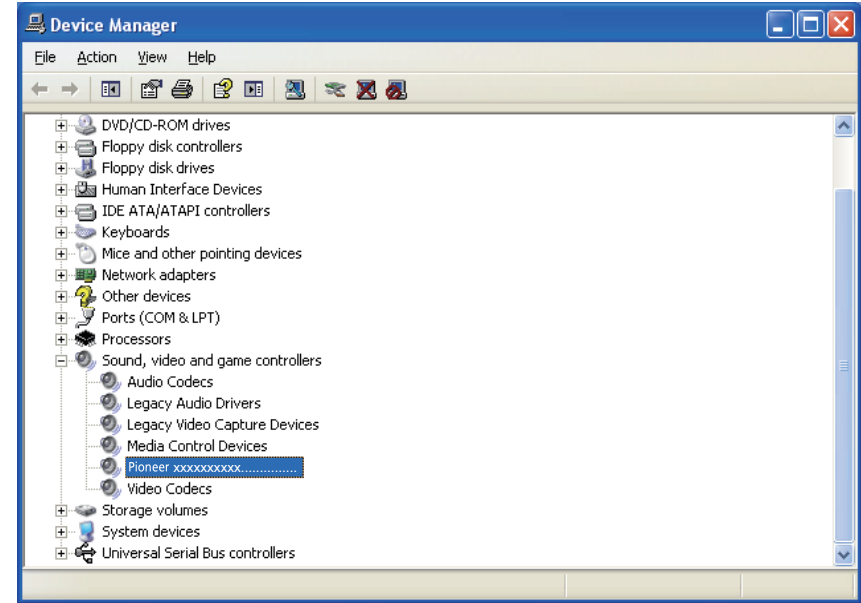 Device Manager
File Action View Help
DVD/CD-ROM drives
Floppy disk controllers
Floppy disk drives
Human Interface Devices
IDE ATA/ATAPI controllers
Keyboards
Mice and other pointing devices
Network adapters
Other devices
Ports (COM & LPT)
Processors
Sound, video and game controllers
Audio Codecs
Legacy Audio Drivers
Legacy Video Capture Devices
Media Control Devices
Pioneer xxxxxxxxxx..............
Video Codecs
Storage volumes
System devices
Universal Serial Bus controllers